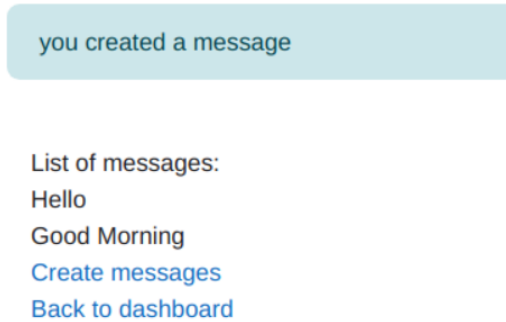 you created a message
List of messages:
Hello
Good Morning
Create messages
Back to dashboard